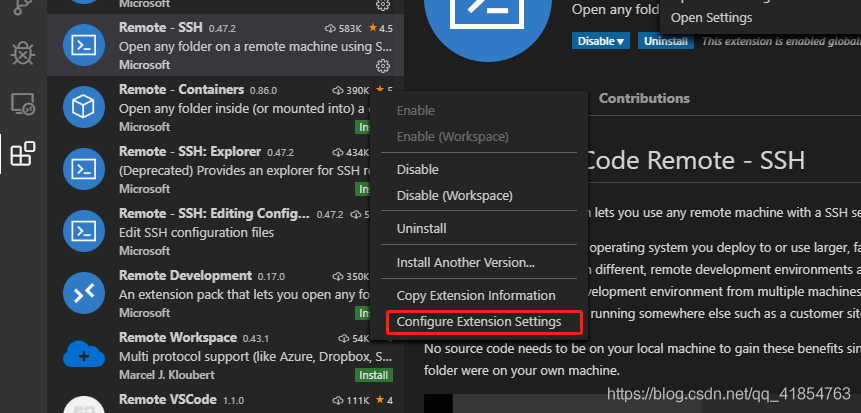 Remote - SSH 0.47.2 583K 4.5
Open any folder on a remote machine using S...
Microsoft
Remote - Containers 0.86.0 390K 5
Open any folder inside (or mounted into) a
Microsoft
Remote - SSH: Explorer 0.47.2 434K
(Deprecated) Provides an explorer for SSH r
Microsoft
Remote - SSH: Editing Config... 0.47.2 5
Edit SSH configuration files
Microsoft
Remote Development 0.17.0 350K
An extension pack that lets you open any fo
Microsoft
Remote Workspace 0.43.1 54K
Multi protocol support (like Azure, Dropbox, S...
Marcel J. Kloubert Install
Remote VSCode 1.1.0 111K 4
Enable
Enable (Workspace)
Disable
Disable (Workspace)
Uninstall
Install Another Version...
Copy Extension Information
Configure Extension Settings
Open any fold
Open Settings
Disable Uninstall This extension is enabled globall
Contributions
Code Remote - SSH
n lets you use any remote machine with a SSH se
operating system you deploy to or use larger, fa
n different, remote development environments a
velopment environment from multiple machines
running somewhere else such as a customer site
No source code needs to be on your local machine to gain these benefits sin
folder were on your own machine.
https://blog.csdn.net/qq_41854763